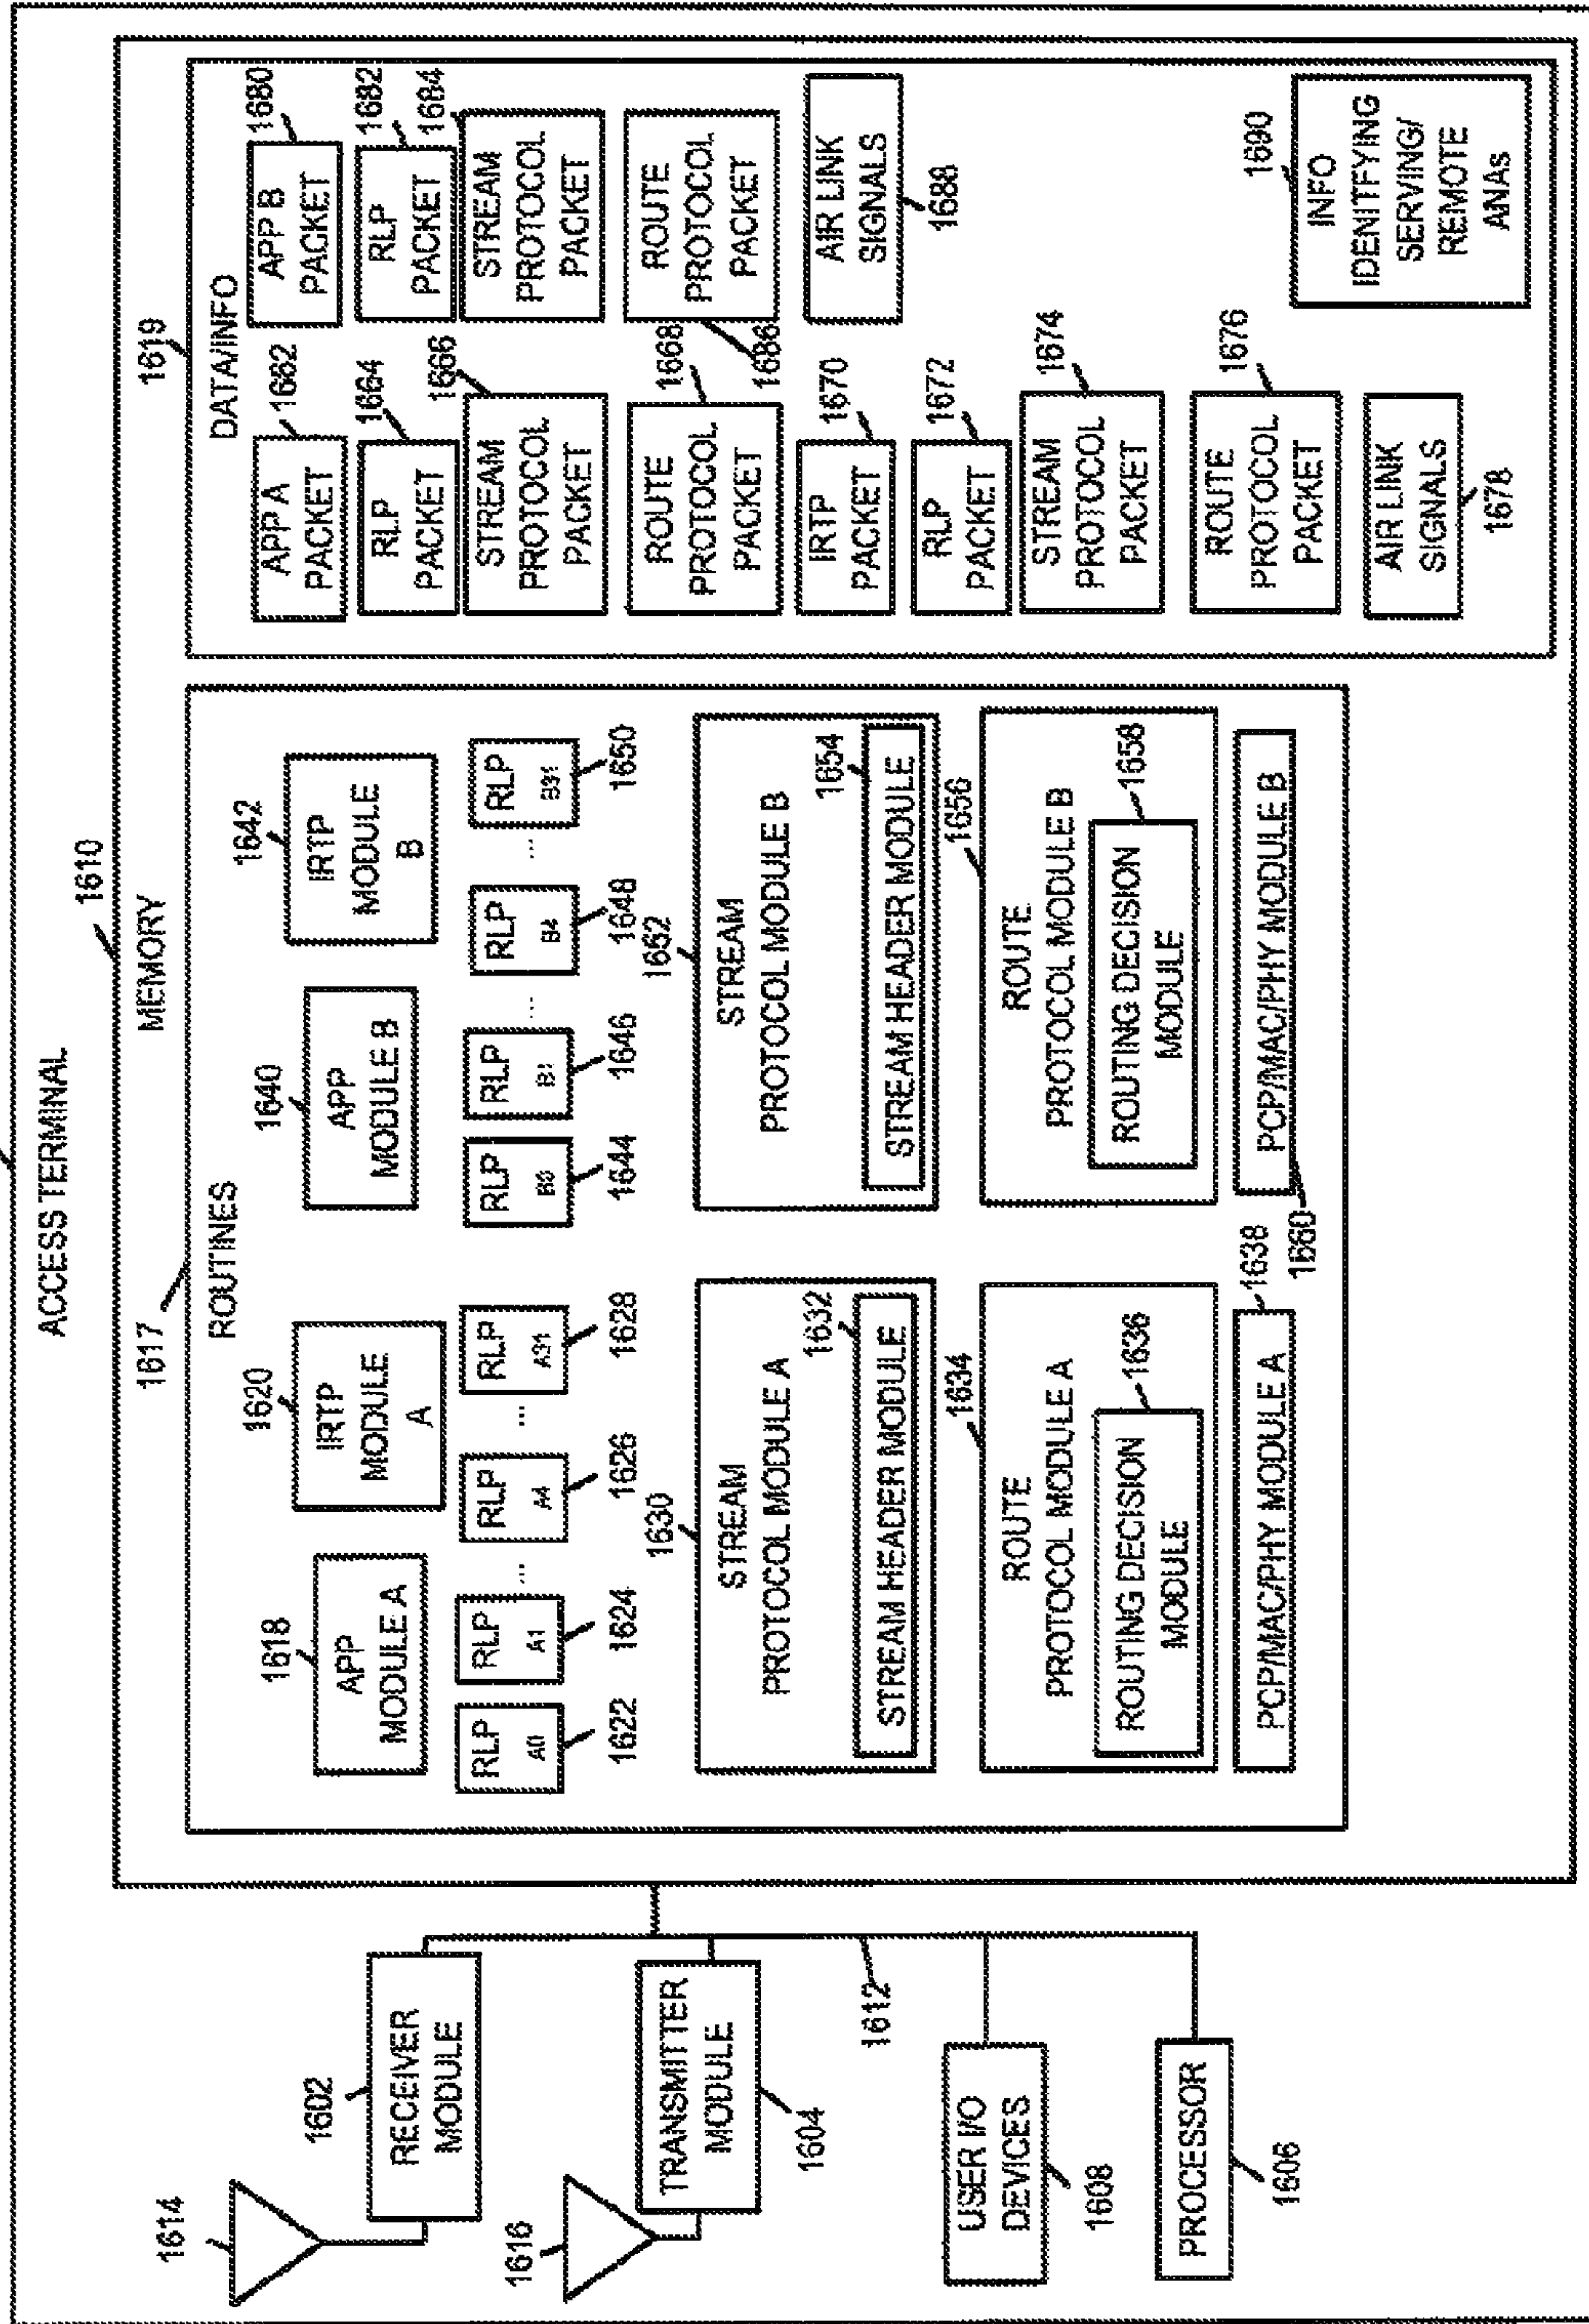 ACCESS TERMINAL
1614
1602
RECEIVER
MODULE
1616
TRANSMITTER
MODULE
1604
1612
USER I/O
DEVICES
1608
PROCESSOR
1606
1610
MEMORY
1617
ROUTINES
1618
APP
MODULE A
1620
IRTP
MODULE
A
RLP
A0
1622
RLP
A1
1624
...
RLP
A4
1626
...
RLP
A31
1628
1630
STREAM
PROTOCOL MODULE A
1632
STREAM HEADER MODULE
1634
ROUTE
PROTOCOL MODULE A
1636
ROUTING DECISION
MODULE
PCP/MAC/PHY MODULE A
1638
1640
APP
MODULE B
1642
IRTP
MODULE
B
RLP
B0
1644
RLP
B1
1646
...
RLP
B4
1648
...
RLP
B31
1650
1652
STREAM
PROTOCOL MODULE B
1654
STREAM HEADER MODULE
1656
ROUTE
PROTOCOL MODULE B
1658
ROUTING DECISION
MODULE
PCP/MAC/PHY MODULE B
1660
1619
DATA/INFO
APP A
PACKET
1662
RLP
PACKET
1664
STREAM
PROTOCOL
PACKET
1666
ROUTE
PROTOCOL
PACKET
1668
IRTP
PACKET
1670
RLP
PACKET
1672
STREAM
PROTOCOL
PACKET
1674
ROUTE
PROTOCOL
PACKET
1676
AIR LINK
SIGNALS
1678
APP B
PACKET
1680
RLP
PACKET
1682
STREAM
PROTOCOL
PACKET
1684
ROUTE
PROTOCOL
PACKET
1686
AIR LINK
SIGNALS
1688
1690
INFO
IDENITFYING
SERVING/
REMOTE
ANAs